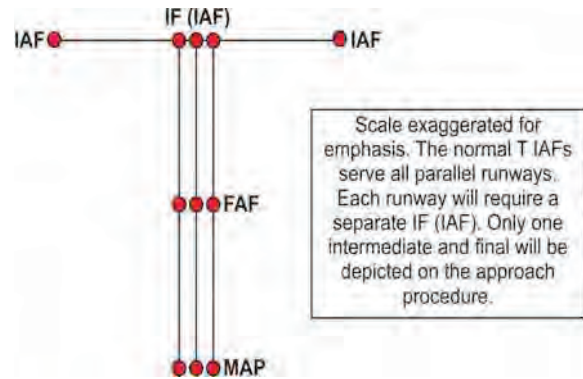 IF (IAF)
IAF
IAF
Scale exaggerated for
emphasis. The normal T IAFs
serve all parallel runways.
Each runway will require a
separate IF (IAF). Only one
intermediate and final will be
depicted on the approach
procedure.
FAF
MAP